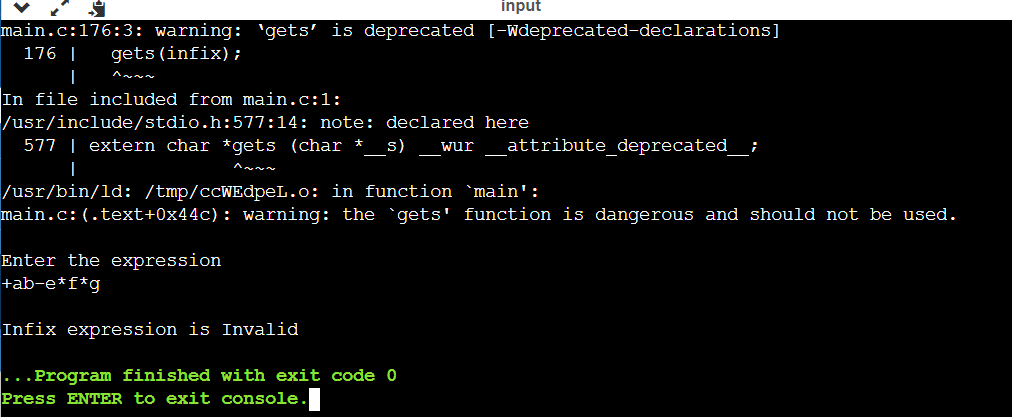 input
main.c:176:3: warning: ‘gets’ is deprecated [-Wdeprecated-declarations]
176 | gets(infix);
| ^~~~
In file included from main.c:1:
/usr/include/stdio.h:577:14: note: declared here
577 | extern char *gets (char *__s) __wur __attribute_deprecated__;
| ^~~~
/usr/bin/ld: /tmp/ccWEdpeL.o: in function `main':
main.c:(.text+0x44c): warning: the `gets' function is dangerous and should not be used.
Enter the expression
+ab-e*f*g
Infix expression is Invalid
...Program finished with exit code 0
Press ENTER to exit console.